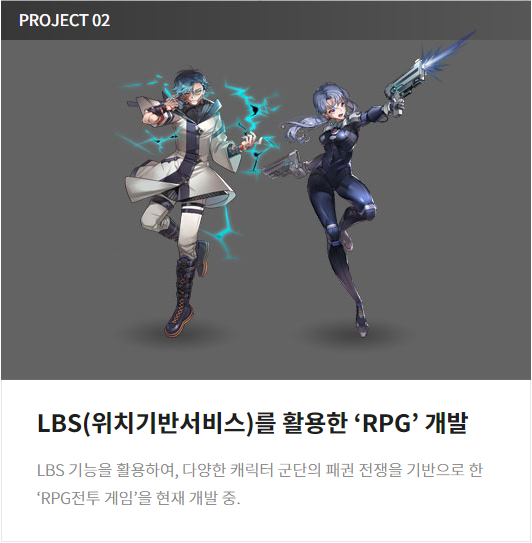 PROJECT 02
LBS(위치기반서비스)를 활용한 ‘RPG’ 개발
LBS 기능을 활용하여, 다양한 캐릭터 군단의 패권 전쟁을 기반으로 한
‘RPG전투 게임’을 현재 개발 중.